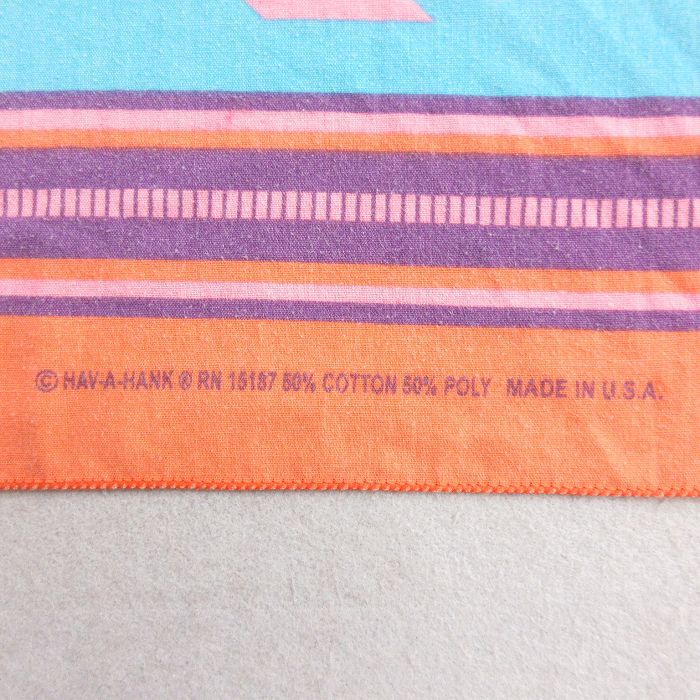 © HAV-A-HANK ® RN 15187 50% COTTON 50% POLY MADE IN U.S.A.